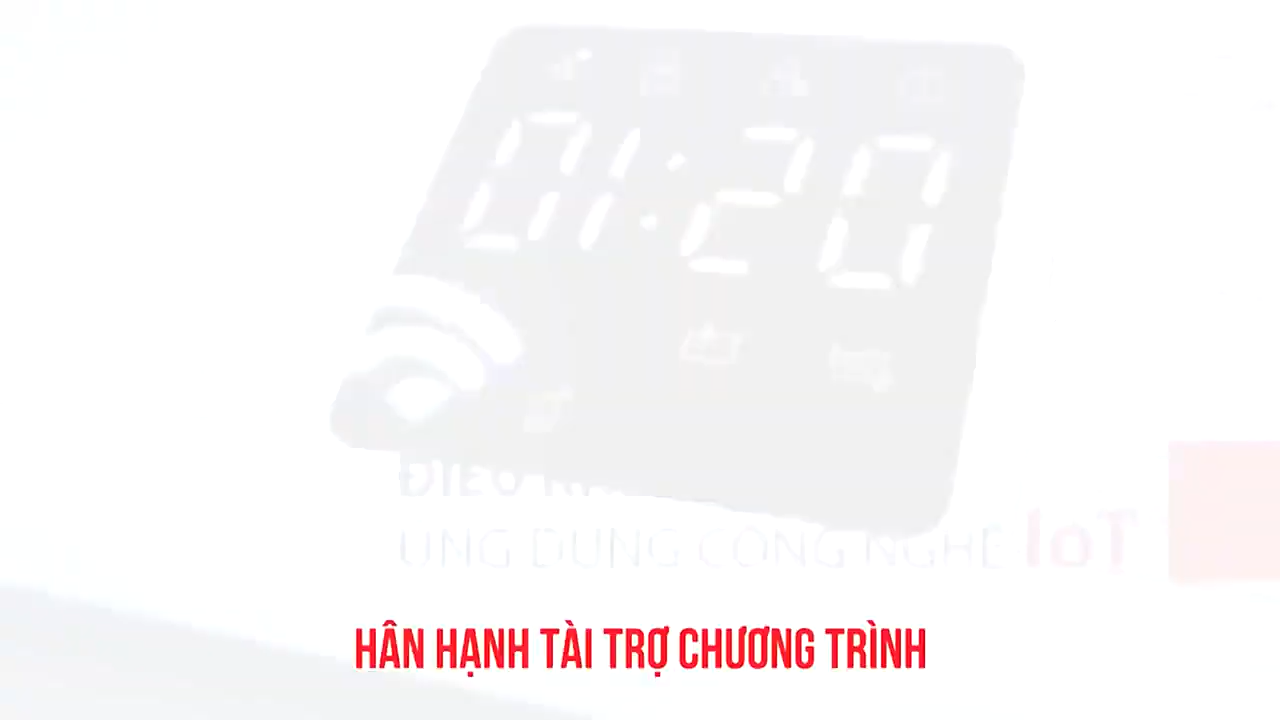 01:20
ỨNG DỤNG CÔNG NGHỆ IoT
HÂN HẠNH TÀI TRỢ CHƯƠNG TRÌNH